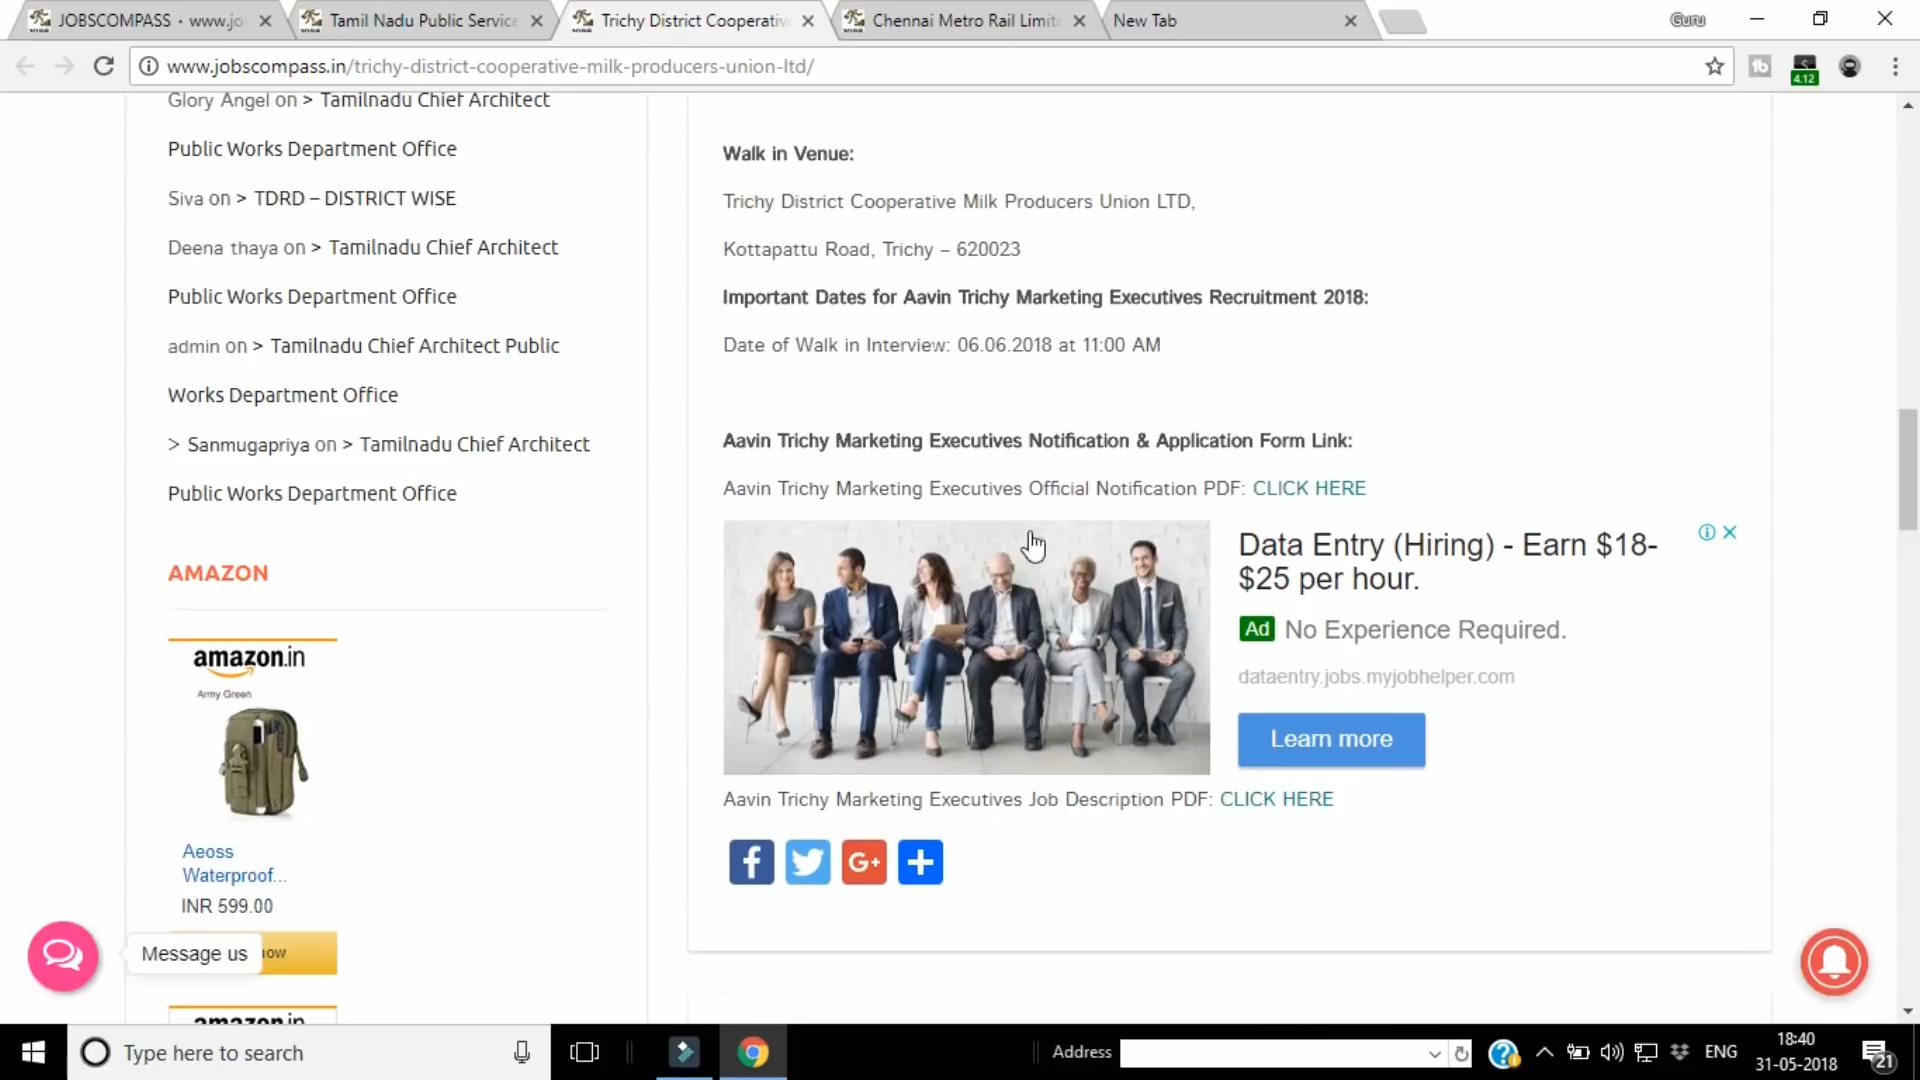 JOBSCOMPASS • www.jo
Tamil Nadu Public Service
Trichy District Cooperativ
Chennai Metro Rail Limite
New Tab
Guru
www.jobscompass.in/trichy-district-cooperative-milk-producers-union-ltd/
4.12
Glory Angel on > Tamilnadu Chief Architect
Public Works Department Office
Siva on > TDRD – DISTRICT WISE
Deena thaya on > Tamilnadu Chief Architect
Public Works Department Office
admin on > Tamilnadu Chief Architect Public
Works Department Office
> Sanmugapriya on > Tamilnadu Chief Architect
Public Works Department Office
AMAZON
amazon.in
Army Green
Aeoss
Waterproof...
INR 599.00
now
Message us
amazon.in
Walk in Venue:
Trichy District Cooperative Milk Producers Union LTD,
Kottapattu Road, Trichy – 620023
Important Dates for Aavin Trichy Marketing Executives Recruitment 2018:
Date of Walk in Interview: 06.06.2018 at 11:00 AM
Aavin Trichy Marketing Executives Notification & Application Form Link:
Aavin Trichy Marketing Executives Official Notification PDF: CLICK HERE
Data Entry (Hiring) - Earn $18-
$25 per hour.
Ad No Experience Required.
dataentry.jobs.myjobhelper.com
Learn more
Aavin Trichy Marketing Executives Job Description PDF: CLICK HERE
Type here to search
Address
ENG
18:40
31-05-2018
21